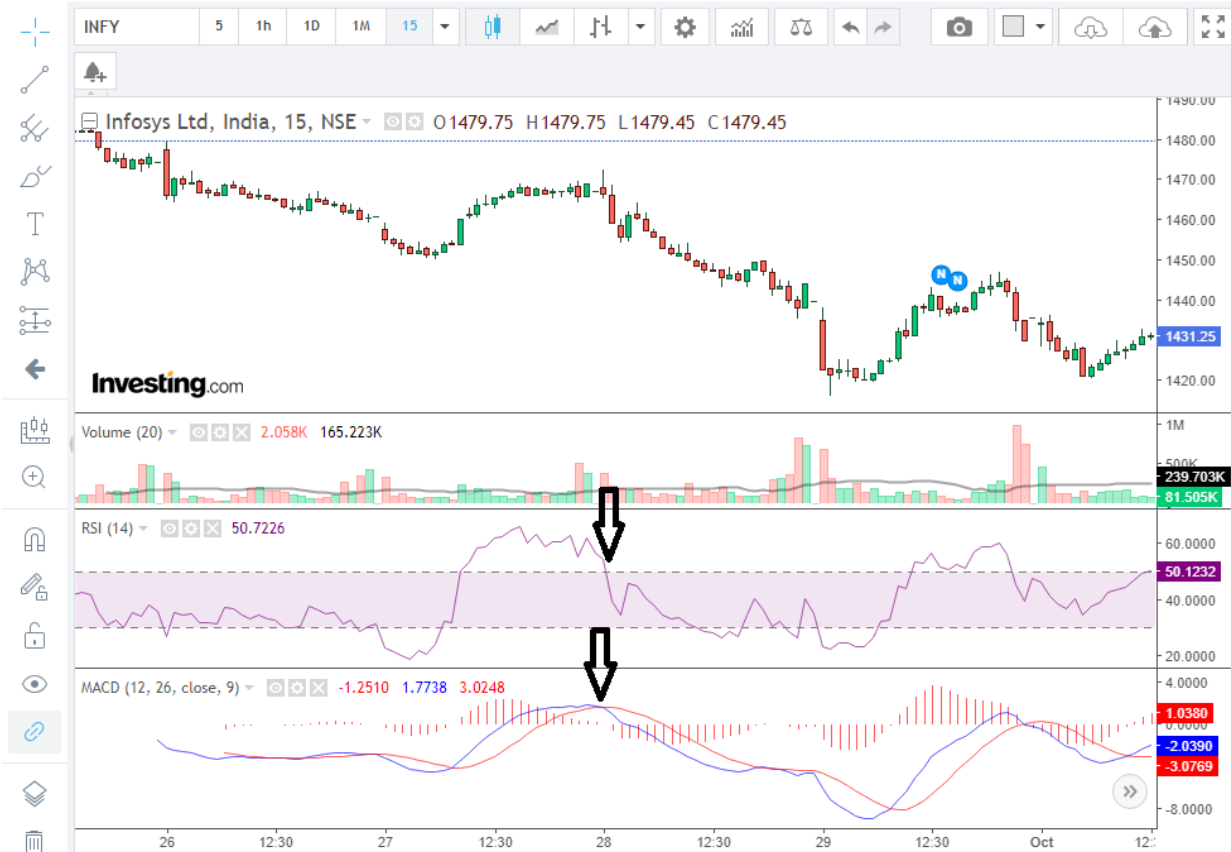 INFY 5 1h 1D 1M 15
Infosys Ltd, India, 15, NSE O1479.75 H1479.75 L1479.45 C1479.45
1490.00
1480.00
1470.00
1460.00
1450.00
N N
1440.00
1431.25
1420.00
Investing.com
Volume (20) 2.058K 165.223K
1M
500K
239.703K
81.505K
RSI (14) 50.7226
60.0000
50.1232
40.0000
20.0000
MACD (12, 26, close, 9) -1.2510 1.7738 3.0248
4.0000
1.0380
0.0000
-2.0390
-3.0769
-8.0000
26 12:30 27 12:30 28 12:30 29 12:30 Oct 12: